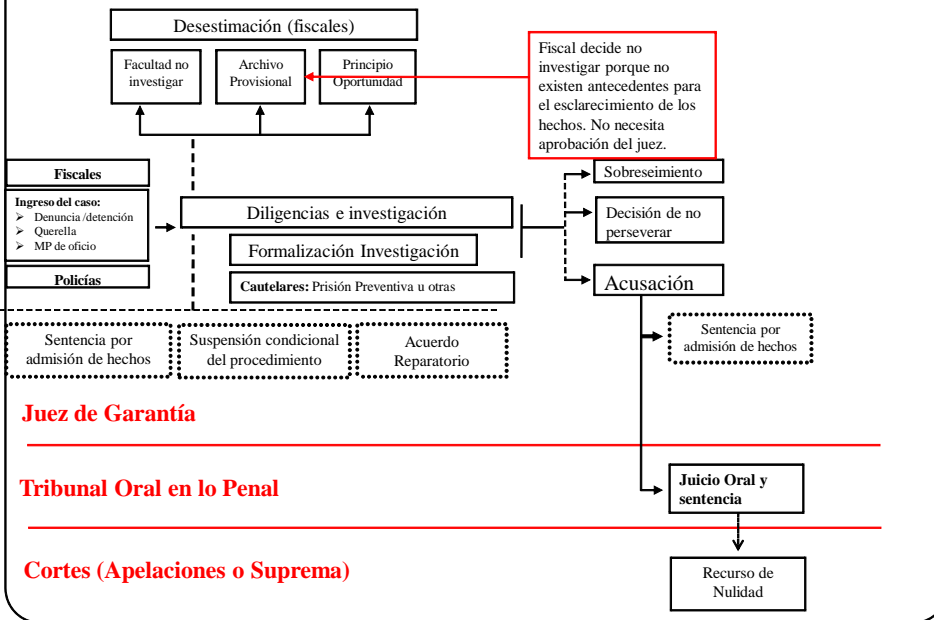 Desestimación (fiscales)
Facultad no
investigar
Archivo
Provisional
Principio
Oportunidad
Fiscal decide no
investigar porque no
existen antecedentes para
el esclarecimiento de los
hechos. No necesita
aprobación del juez.
Fiscales
Ingreso del caso:
➢ Denuncia /detención
➢ Querella
➢ MP de oficio
Policías
Diligencias e investigación
Formalización Investigación
Cautelares: Prisión Preventiva u otras
Sobreseimiento
Decisión de no
perseverar
Acusación
Sentencia por
admisión de hechos
Suspensión condicional
del procedimiento
Acuerdo
Reparatorio
Sentencia por
admisión de hechos
Juez de Garantía
Tribunal Oral en lo Penal
Juicio Oral y
sentencia
Cortes (Apelaciones o Suprema)
Recurso de
Nulidad